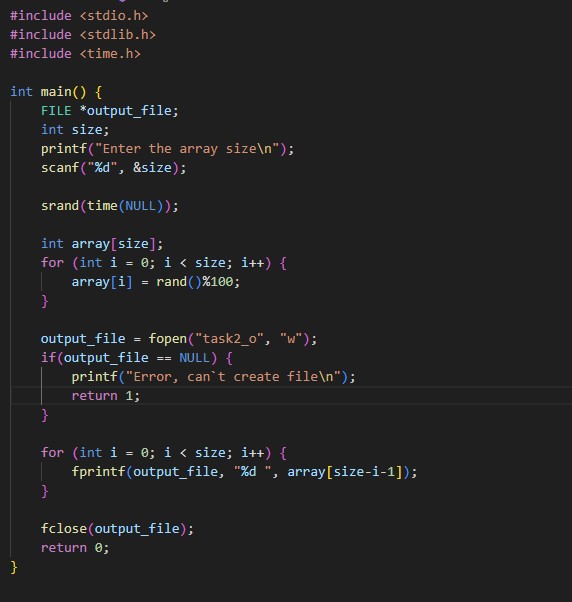 #include <stdio.h>
#include <stdlib.h>
#include <time.h>
int main() {
FILE *output_file;
int size;
printf("Enter the array size\n");
scanf("%d", &size);
srand(time(NULL));
int array[size];
for (int i = 0; i < size; i++) {
array[i] = rand()%100;
}
output_file = fopen("task2_o", "w");
if(output_file == NULL) {
printf("Error, can`t create file\n");
return 1;
}
for (int i = 0; i < size; i++) {
fprintf(output_file, "%d ", array[size-i-1]);
}
fclose(output_file);
return 0;
}